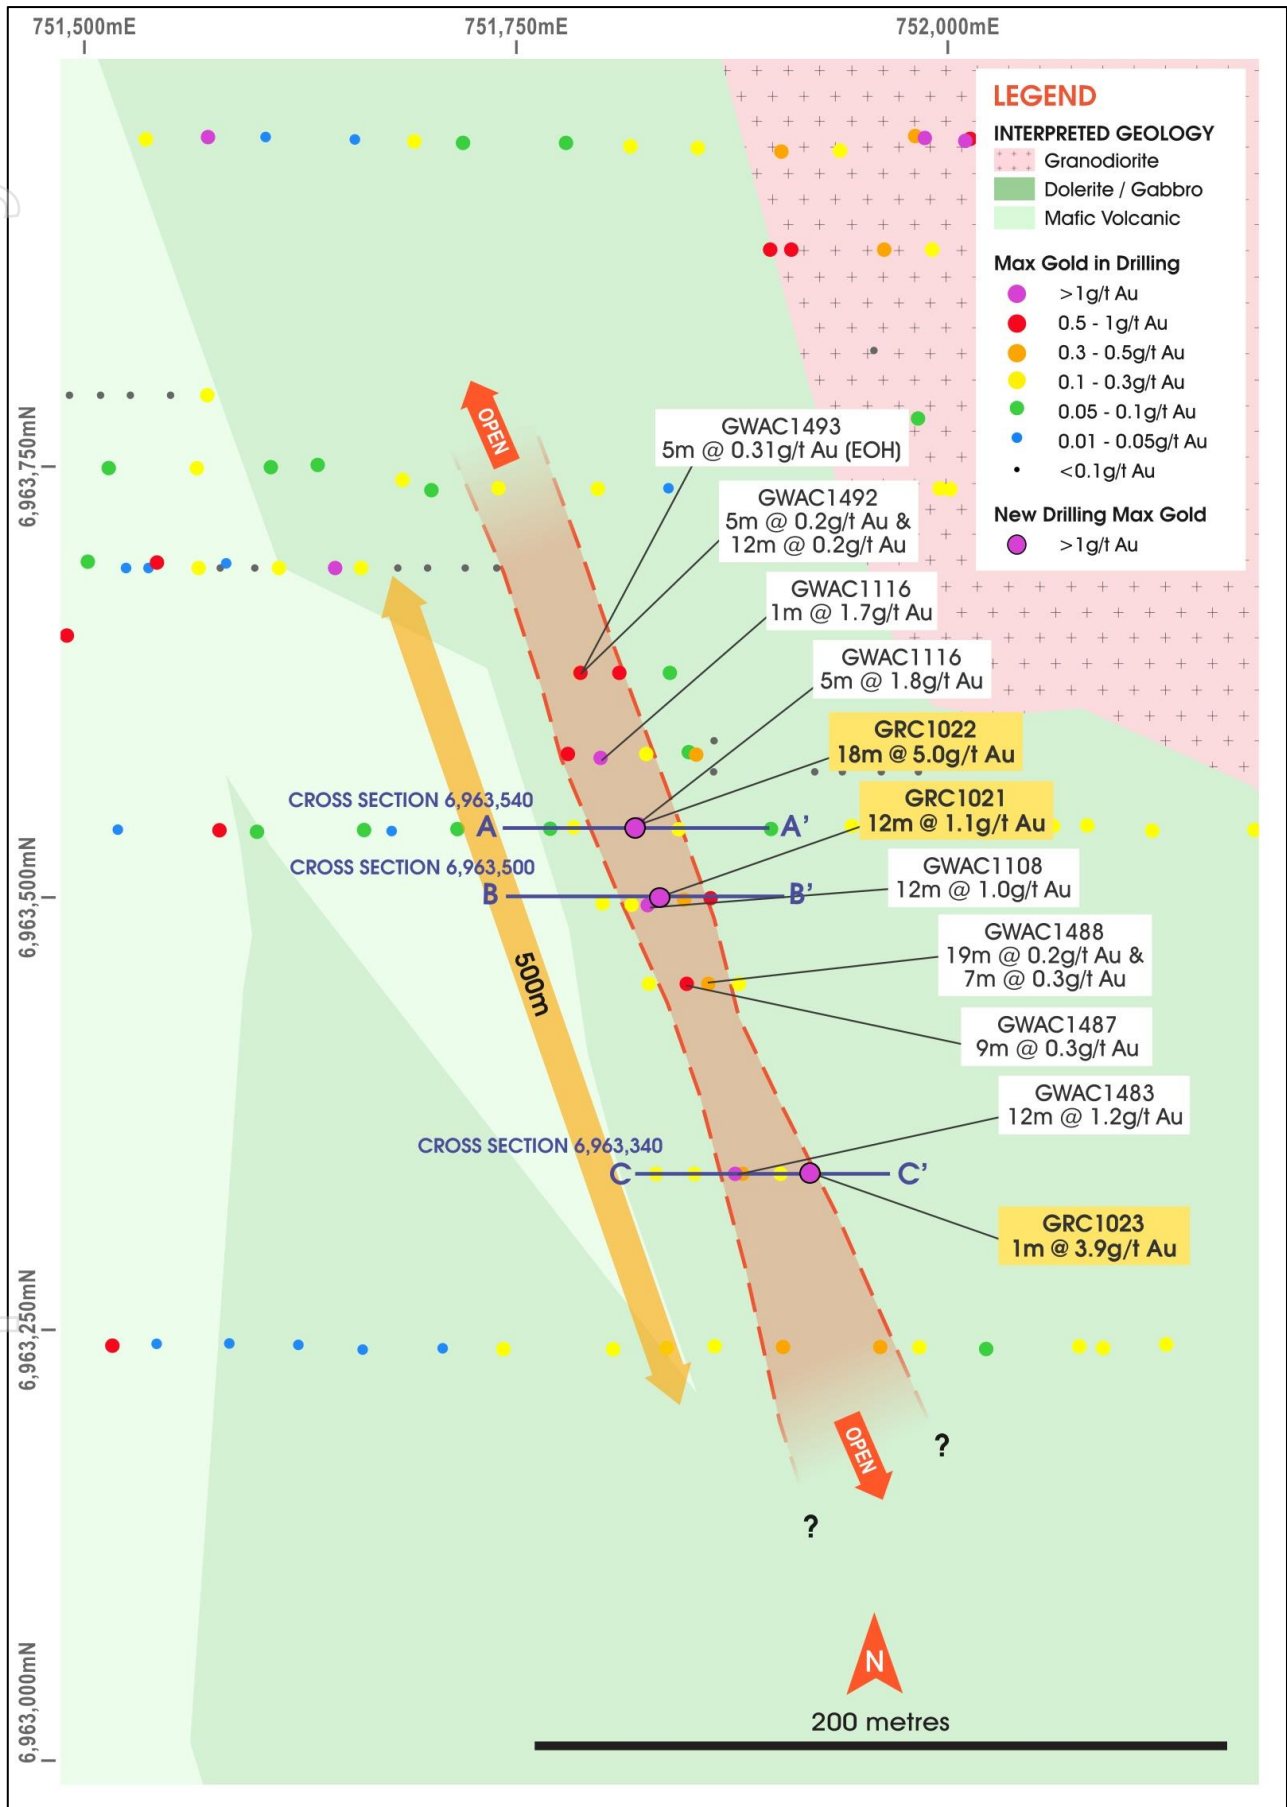 751,500mE
751,750mE
752,000mE
6,963,750mN
6,963,500mN
6,963,250mN
6,963,000mN
LEGEND
INTERPRETED GEOLOGY
Granodiorite
Dolerite / Gabbro
Mafic Volcanic
Max Gold in Drilling
>1g/t Au
0.5 - 1g/t Au
0.3 - 0.5g/t Au
0.1 - 0.3g/t Au
0.05 - 0.1g/t Au
0.01 - 0.05g/t Au
<0.1g/t Au
New Drilling Max Gold
>1g/t Au
OPEN
GWAC1493
5m @ 0.31g/t Au (EOH)
GWAC1492
5m @ 0.2g/t Au &
12m @ 0.2g/t Au
GWAC1116
1m @ 1.7g/t Au
GWAC1116
5m @ 1.8g/t Au
GRC1022
18m @ 5.0g/t Au
CROSS SECTION 6,963,540
A
A'
GRC1021
12m @ 1.1g/t Au
CROSS SECTION 6,963,500
B
B'
GWAC1108
12m @ 1.0g/t Au
GWAC1488
19m @ 0.2g/t Au &
7m @ 0.3g/t Au
500m
GWAC1487
9m @ 0.3g/t Au
GWAC1483
12m @ 1.2g/t Au
CROSS SECTION 6,963,340
C
C'
GRC1023
1m @ 3.9g/t Au
OPEN
?
?
N
200 metres